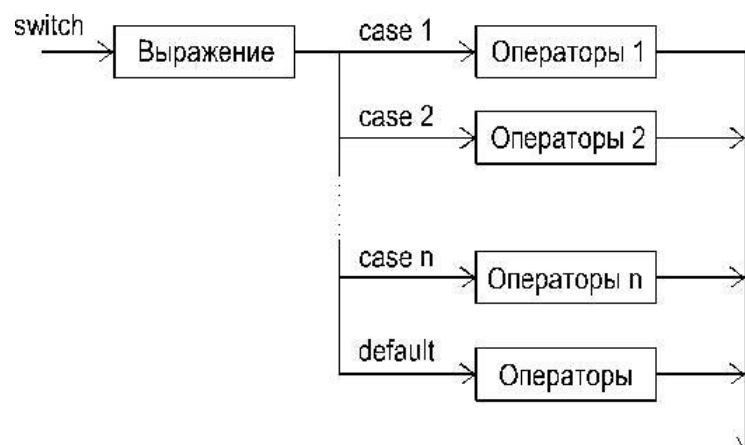 switch
Выражение
case 1
Операторы 1
case 2
Операторы 2
case n
Операторы n
default
Операторы